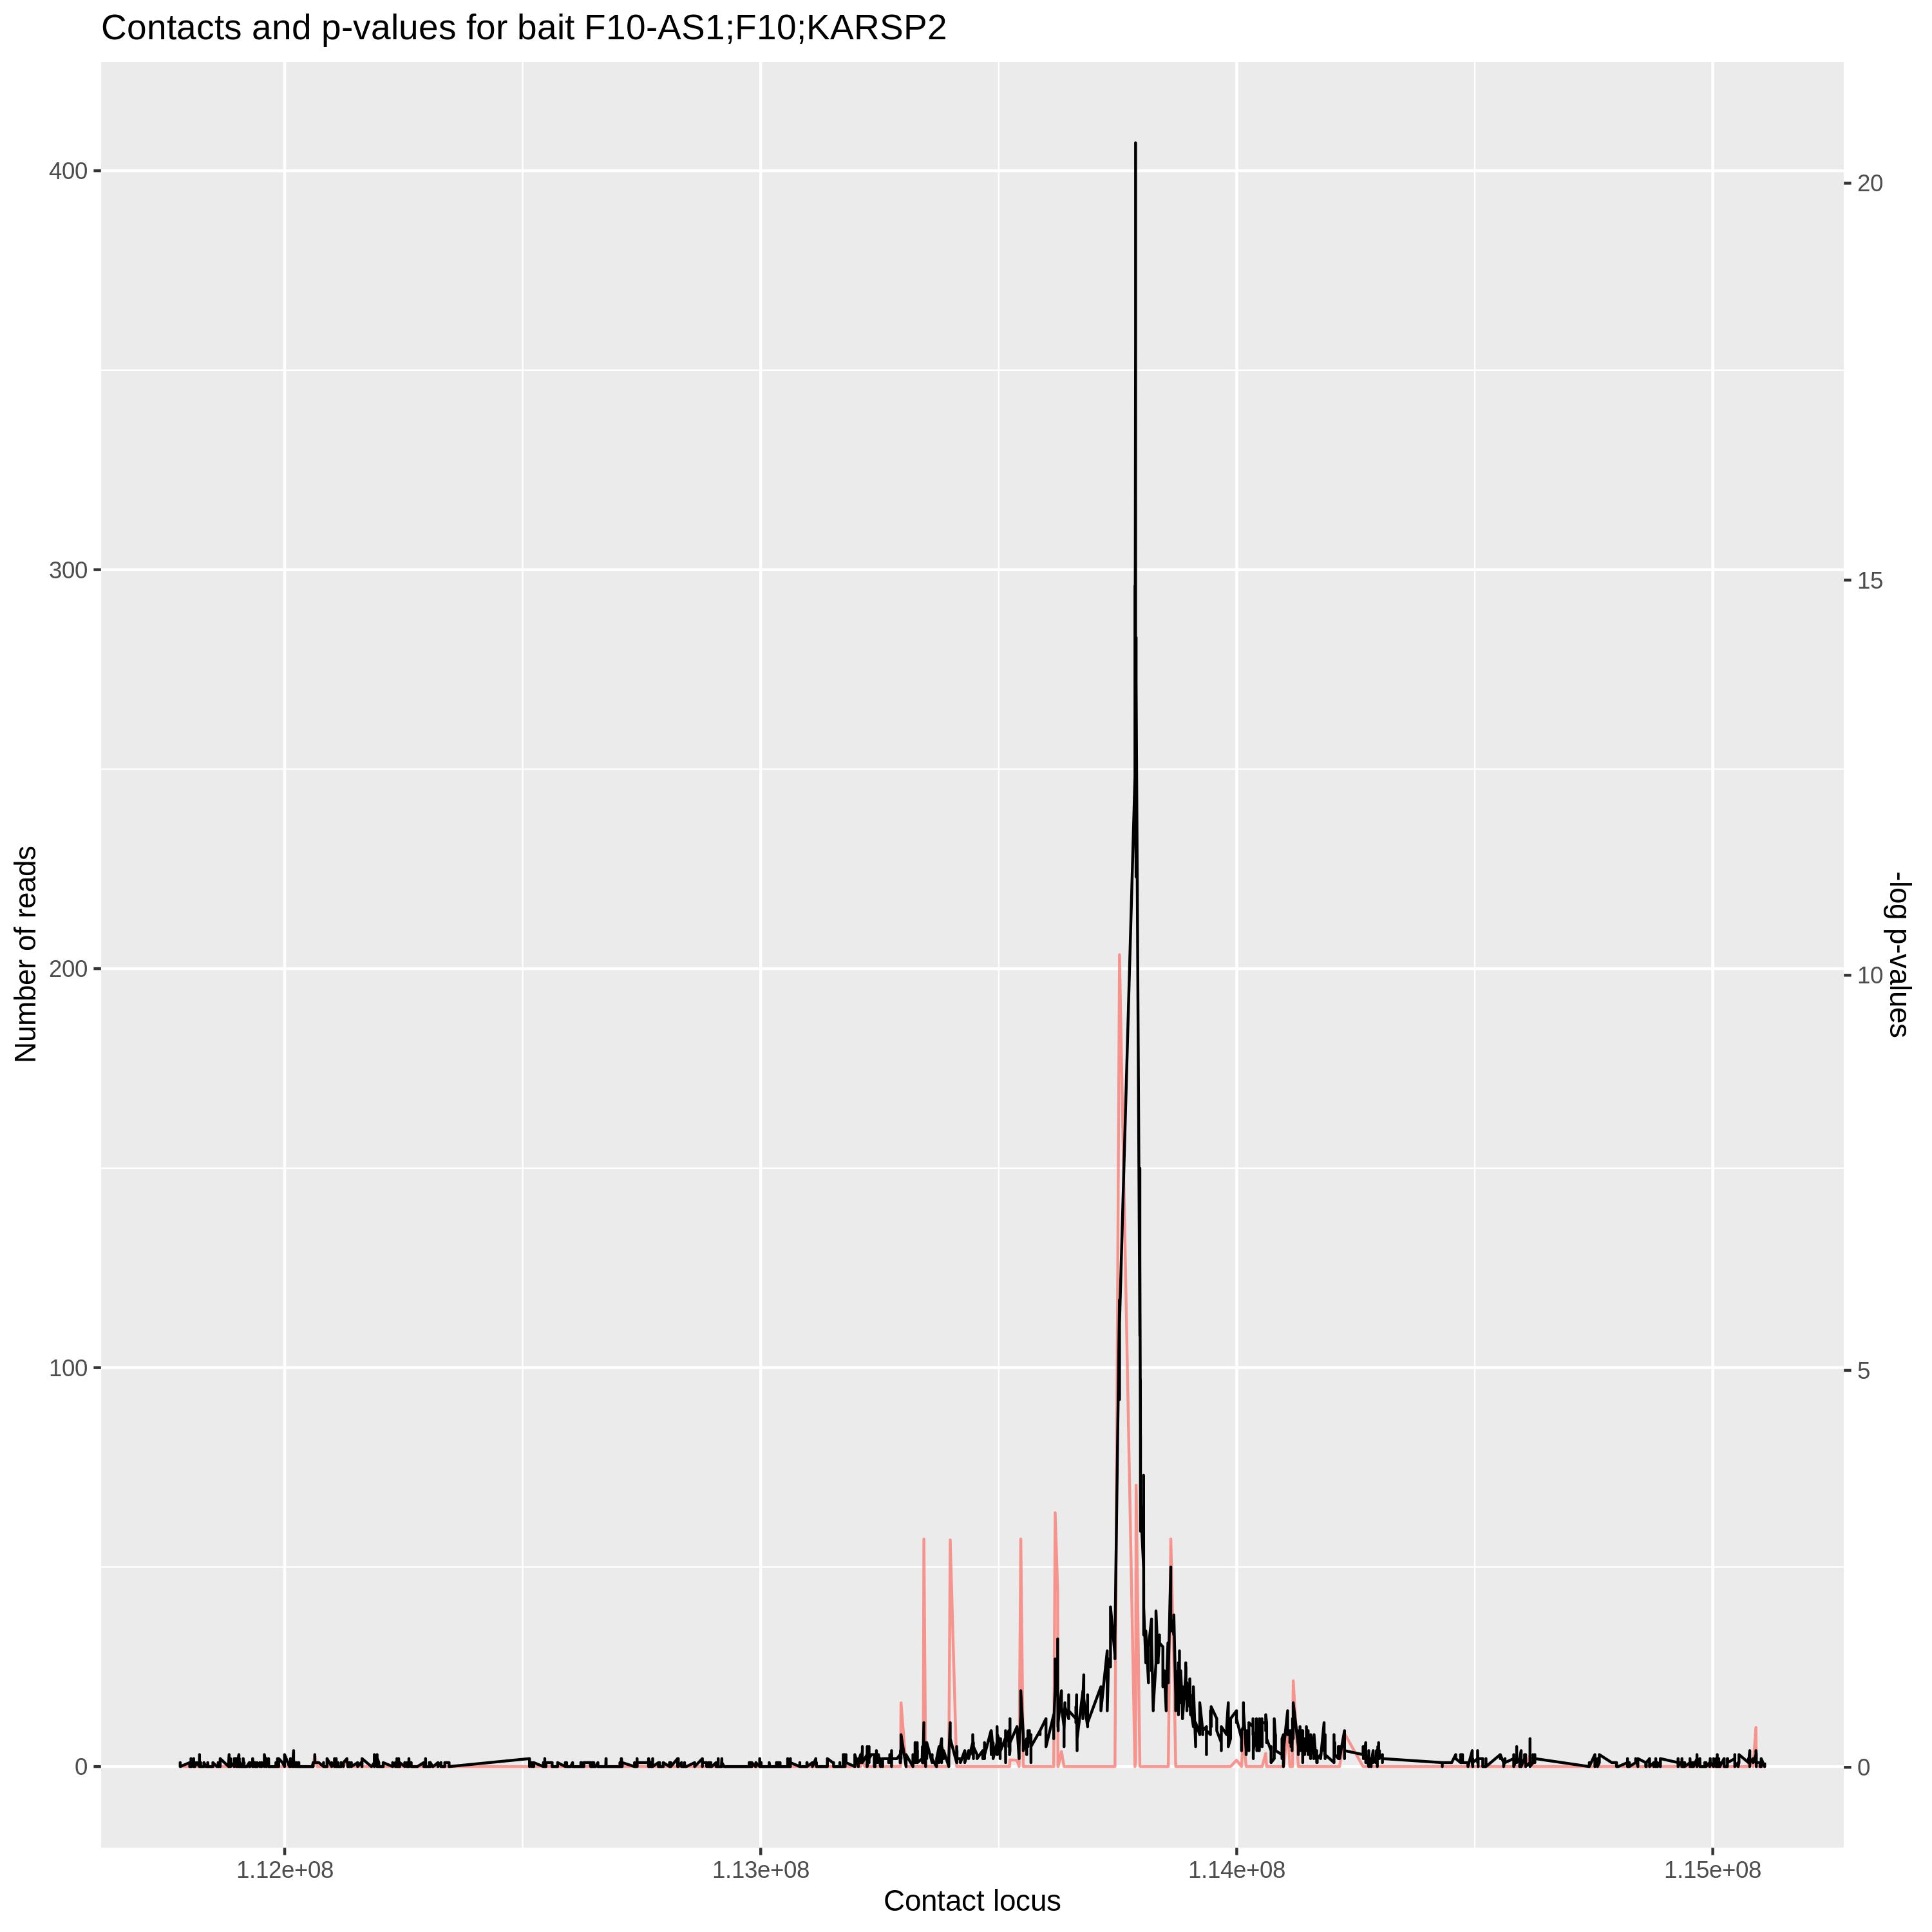 Contacts and p-values for bait F10-AS1;F10;KARSP2
400
300
200
100
0
Number of reads
20
15
10
5
0
-log p-values
1.12e+08
1.13e+08
1.14e+08
1.15e+08
Contact locus